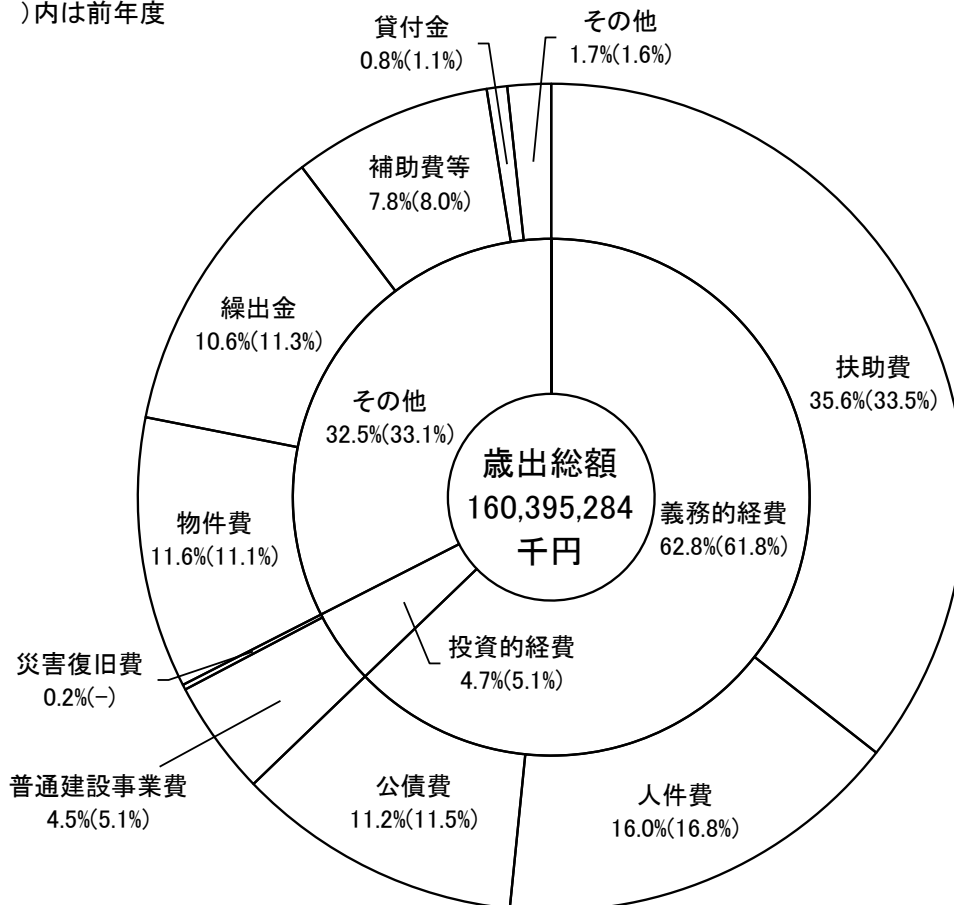 )内は前年度
貸付金
0.8%(1.1%)
その他
1.7%(1.6%)
補助費等
7.8%(8.0%)
繰出金
10.6%(11.3%)
扶助費
35.6%(33.5%)
その他
32.5%(33.1%)
歳出総額
160,395,284
千円
義務的経費
62.8%(61.8%)
物件費
11.6%(11.1%)
投資的経費
4.7%(5.1%)
災害復旧費
0.2%(-)
普通建設事業費
4.5%(5.1%)
公債費
11.2%(11.5%)
人件費
16.0%(16.8%)